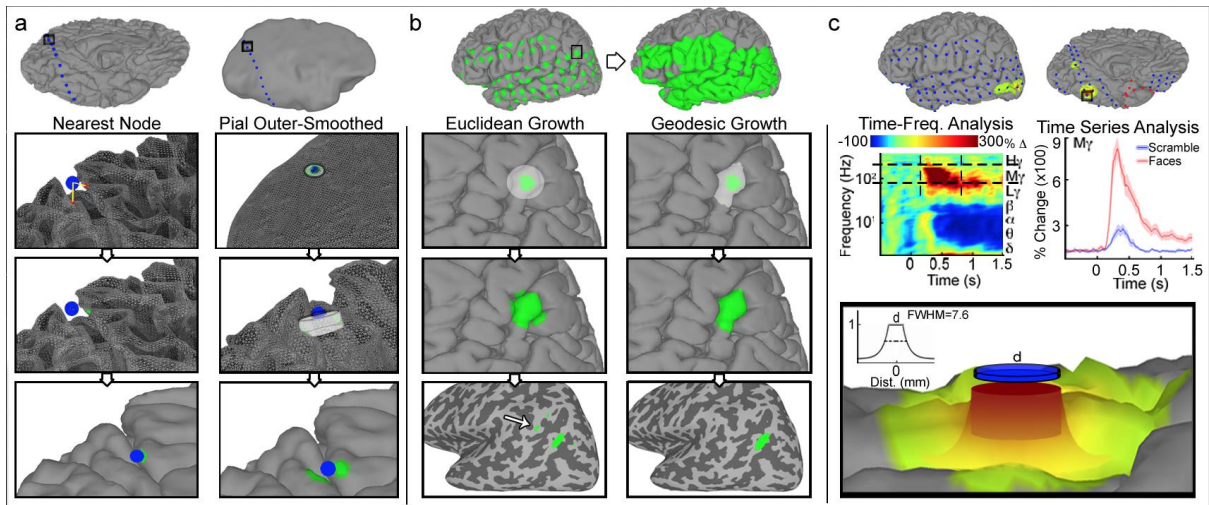 a
b
c
Nearest Node
Pial Outer-Smoothed
Euclidean Growth
Geodesic Growth
Time-Freq. Analysis
-100
300 % Δ
Frequency (Hz)
10²
10¹
Hγ
Mγ
Lγ
β
α
θ
δ
0 0.5 1 1.5
Time (s)
Time Series Analysis
Mγ
Scramble
Faces
% Change (x100)
9
6
3
0 0.5 1 1.5
Time (s)
d FWHM=7.6
1
0
Dist. (mm)
d